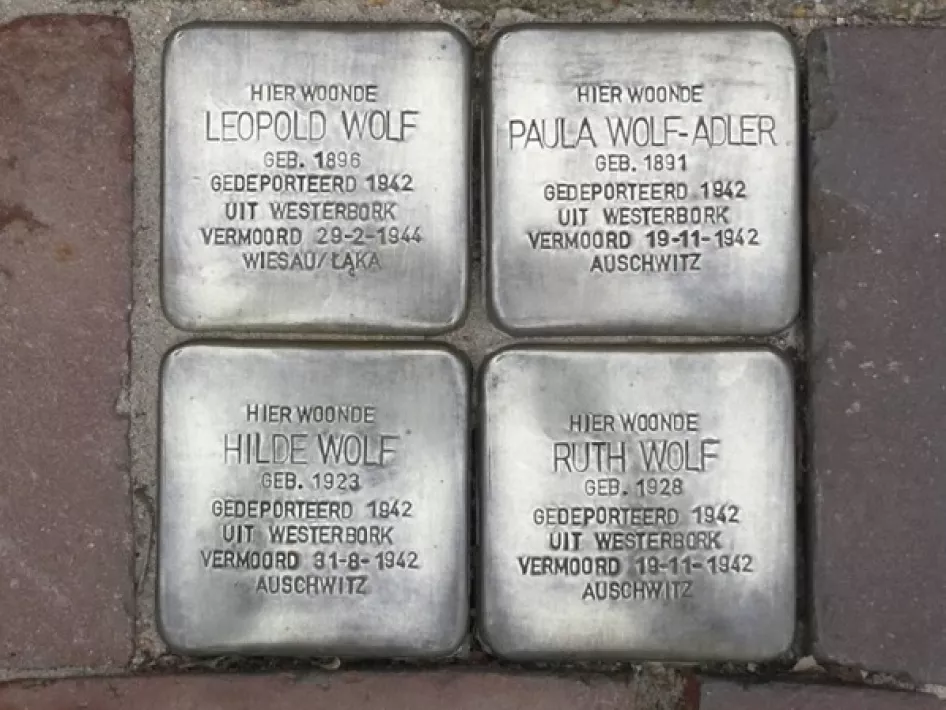 HIER WOONDE
LEOPOLD WOLF
GEB. 1896
GEDEPORTEERD 1942
UIT WESTERBORK
VERMOORD 29-2-1944
WIESAU/ŁĄKA
HIER WOONDE
PAULA WOLF-ADLER
GEB. 1891
GEDEPORTEERD 1942
UIT WESTERBORK
VERMOORD 19-11-1942
AUSCHWITZ
HIER WOONDE
HILDE WOLF
GEB. 1923
GEDEPORTEERD 1942
UIT WESTERBORK
VERMOORD 31-8-1942
AUSCHWITZ
HIER WOONDE
RUTH WOLF
GEB. 1928
GEDEPORTEERD 1942
UIT WESTERBORK
VERMOORD 19-11-1942
AUSCHWITZ